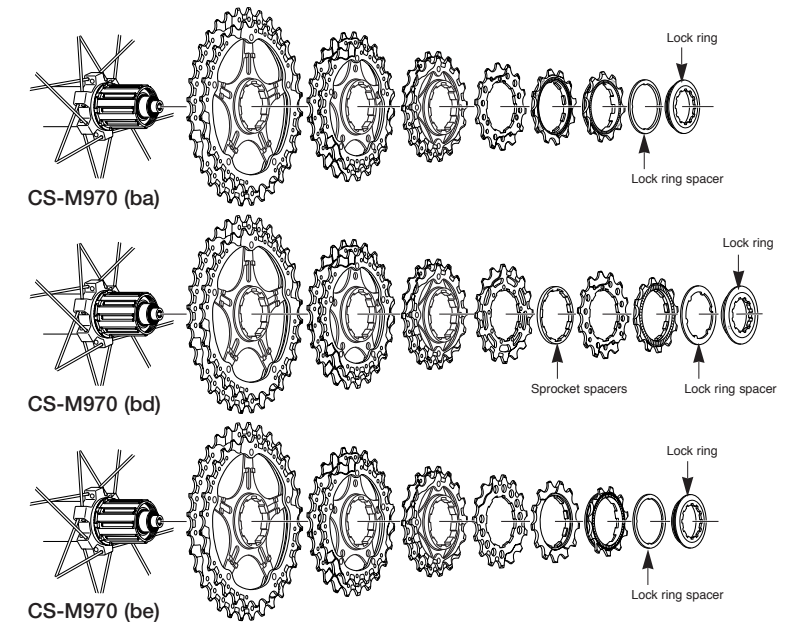 Lock ring
Lock ring spacer
CS-M970 (ba)
Lock ring
Sprocket spacers
Lock ring spacer
CS-M970 (bd)
Lock ring
Lock ring spacer
CS-M970 (be)